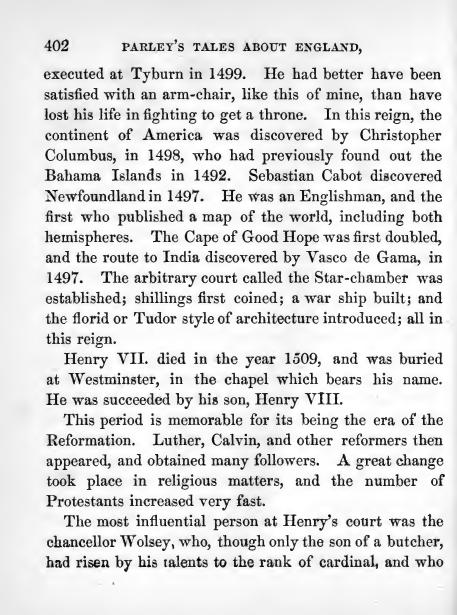 402 PARLEY'S TALES ABOUT ENGLAND,
executed at Tyburn in 1499. He had better have been
satisfied with an arm-chair, like this of mine, than have
lost his life in fighting to get a throne. In this reign, the
continent of America was discovered by Christopher
Columbus, in 1498, who had previously found out the
Bahama Islands in 1492. Sebastian Cabot discovered
Newfoundland in 1497. He was an Englishman, and the
first who published a map of the world, including both
hemispheres. The Cape of Good Hope was first doubled,
and the route to India discovered by Vasco de Gama, in
1497. The arbitrary court called the Star-chamber was
established; shillings first coined; a war ship built; and
the florid or Tudor style of architecture introduced; all in
this reign.
Henry VII. died in the year 1509, and was buried
at Westminster, in the chapel which bears his name.
He was succeeded by his son, Henry VIII.
This period is memorable for its being the era of the
Reformation. Luther, Calvin, and other reformers then
appeared, and obtained many followers. A great change
took place in religious matters, and the number of
Protestants increased very fast.
The most influential person at Henry's court was the
chancellor Wolsey, who, though only the son of a butcher,
had risen by his talents to the rank of cardinal, and who